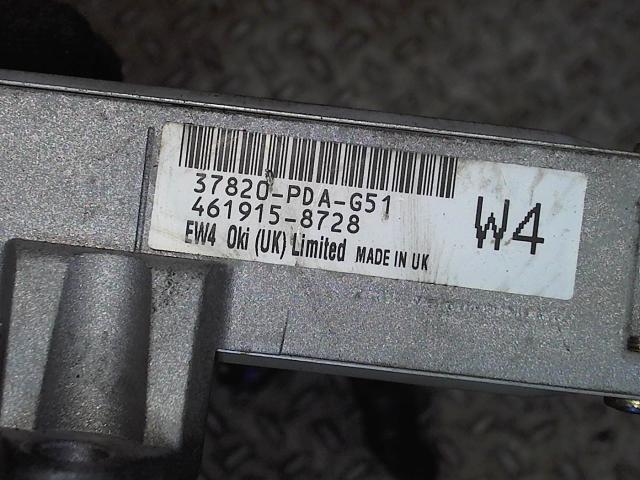 37820-PDA-G51
461915-8728
EW4 Oki (UK) Limited MADE IN UK
W4